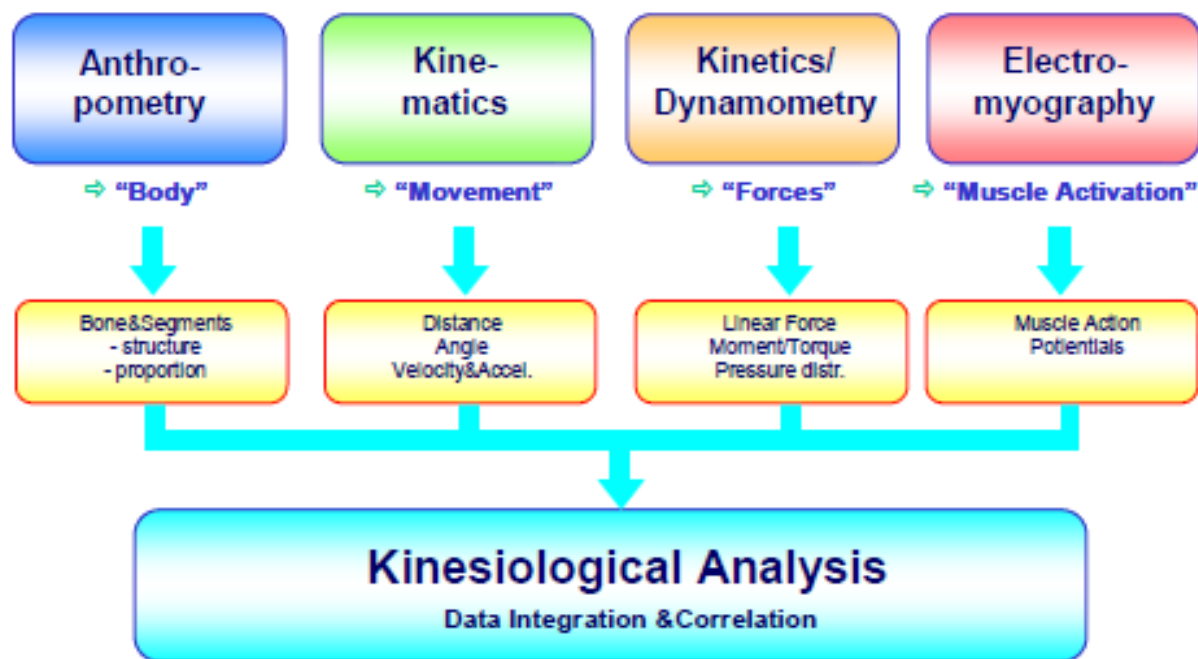 Anthro-
pometry
Kine-
matics
Kinetics/
Dynamometry
Electro-
myography
⇨ “Body”
⇨ “Movement”
⇨ “Forces”
⇨ “Muscle Activation”
Bone&Segments
- structure
- proportion
Distance
Angle
Velocity&Accel.
Linear Force
Moment/Torque
Pressure distr.
Muscle Action
Potientials
Kinesiological Analysis
Data Integration &Correlation